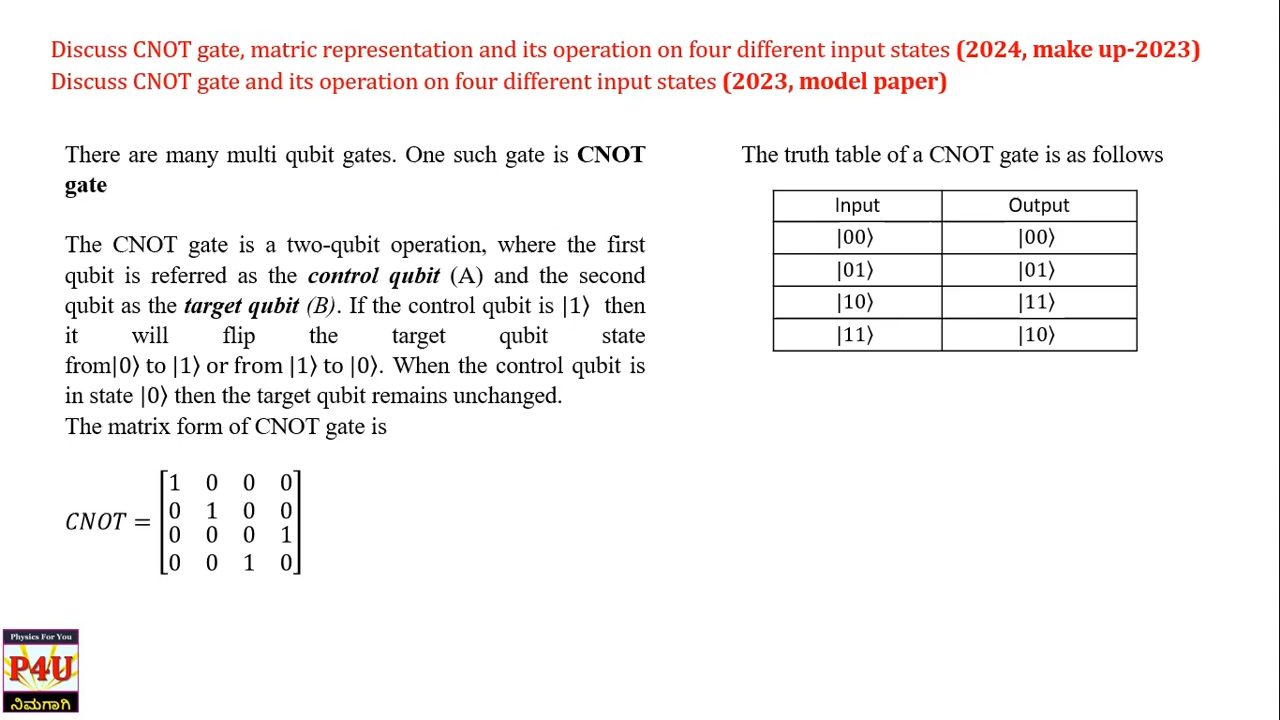 Discuss CNOT gate, matric representation and its operation on four different input states (2024, make up-2023)
Discuss CNOT gate and its operation on four different input states (2023, model paper)
There are many multi qubit gates. One such gate is CNOT
gate
The CNOT gate is a two-qubit operation, where the first
qubit is referred as the control qubit (A) and the second
qubit as the target qubit (B). If the control qubit is |1⟩ then
it will flip the target qubit state
from|0⟩ to |1⟩ or from |1⟩ to |0⟩. When the control qubit is
in state |0⟩ then the target qubit remains unchanged.
The matrix form of CNOT gate is
CNOT =
1 0 0 0
0 1 0 0
0 0 0 1
0 0 1 0
The truth table of a CNOT gate is as follows
Input Output
|00⟩ |00⟩
|01⟩ |01⟩
|10⟩ |11⟩
|11⟩ |10⟩
Physics For You
P4U
ನಿಮಗಾಗಿ